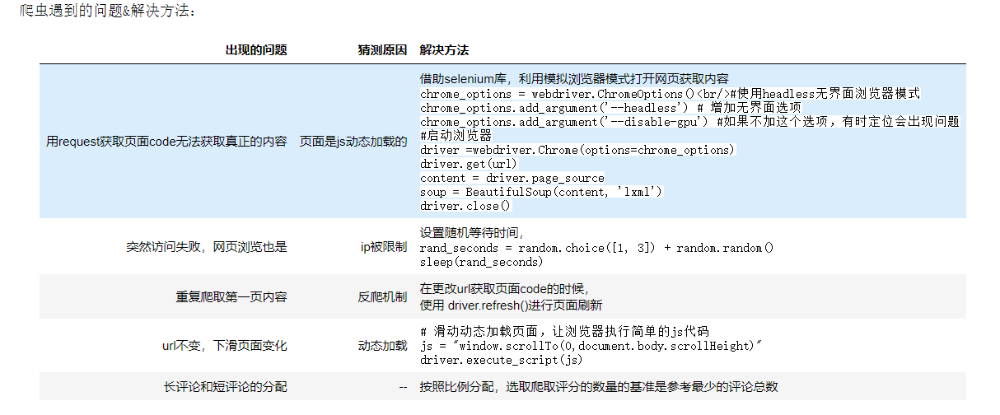 爬虫遇到的问题&解决方法：
出现的问题 猜测原因 解决方法
借助selenium库，利用模拟浏览器模式打开网页获取内容
chrome_options = webdriver.ChromeOptions()<br/>#使用headless无界面浏览器模式
chrome_options.add_argument('--headless') # 增加无界面选项
chrome_options.add_argument('--disable-gpu') #如果不加这个选项，有时定位会出现问题
#启动浏览器
用request获取页面code无法获取真正的内容 页面是js动态加载的
driver =webdriver.Chrome(options=chrome_options)
driver.get(url)
content = driver.page_source
soup = BeautifulSoup(content, 'lxml')
driver.close()
突然访问失败，网页浏览也是 ip被限制
设置随机等待时间，
rand_seconds = random.choice([1, 3]) + random.random()
sleep(rand_seconds)
重复爬取第一页内容 反爬机制
在更改url获取页面code的时候，
使用 driver.refresh()进行页面刷新
url不变，下滑页面变化 动态加载
# 滑动动态加载页面，让浏览器执行简单的js代码
js = "window.scrollTo(0,document.body.scrollHeight)"
driver.execute_script(js)
长评论和短评论的分配 -- 按照比例分配，选取爬取评分的数量的基准是参考最少的评论总数